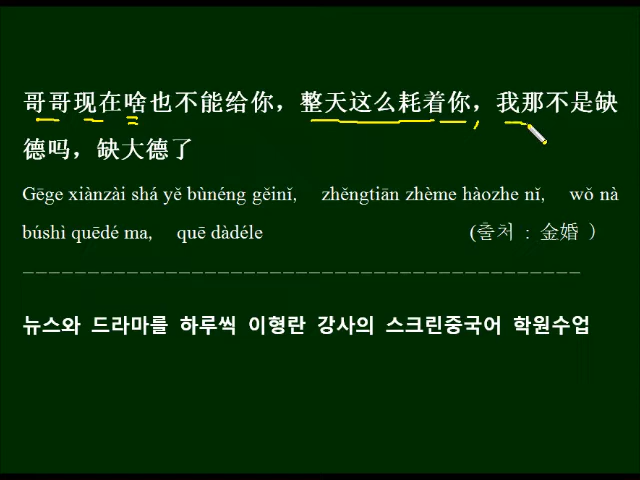 哥哥现在啥也不能给你，整天这么耗着你，我那不是缺
德吗，缺大德了
Gēge xiànzài shá yě bùnéng gěinǐ, zhěngtiān zhème hàozhe nǐ, wǒ nà
búshì quēdé ma, quē dàdéle (출처 : 金婚 )
뉴스와 드라마를 하루씩 이형란 강사의 스크린중국어 학원수업